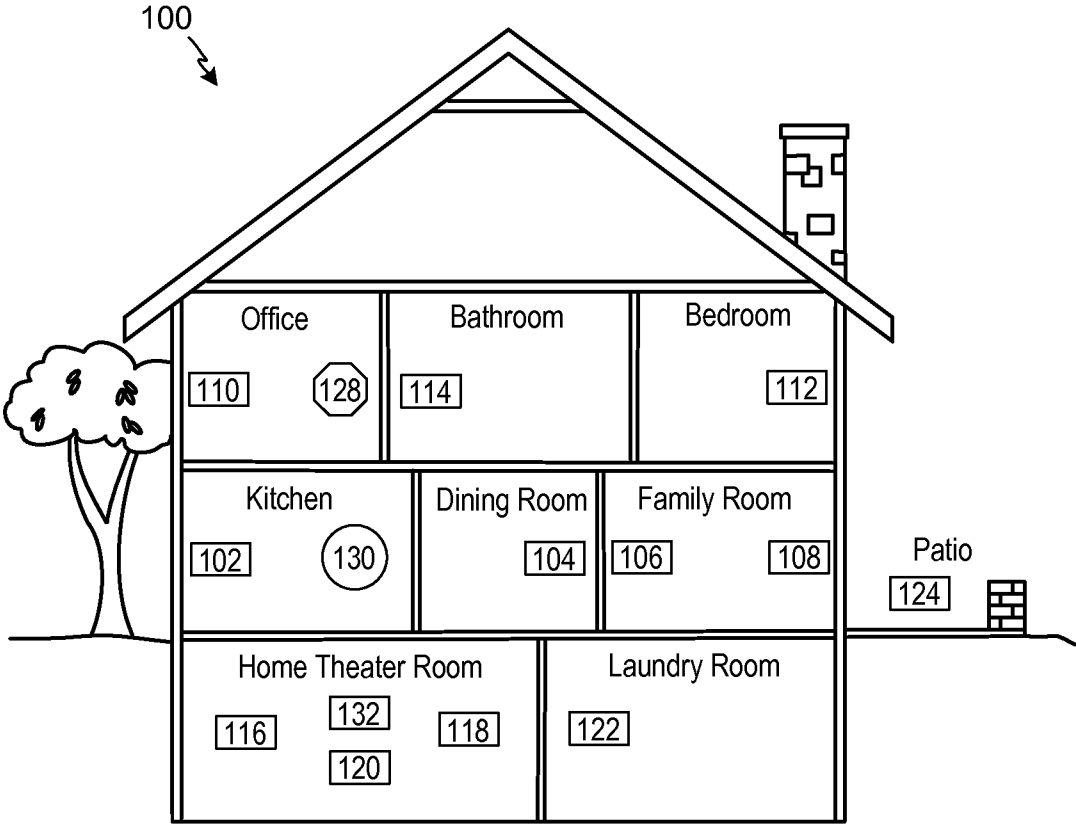 100
Office
Bathroom
Bedroom
110
128
114
112
Kitchen
Dining Room
Family Room
102
130
104
106
108
Patio
124
Home Theater Room
Laundry Room
116
132
118
120
122